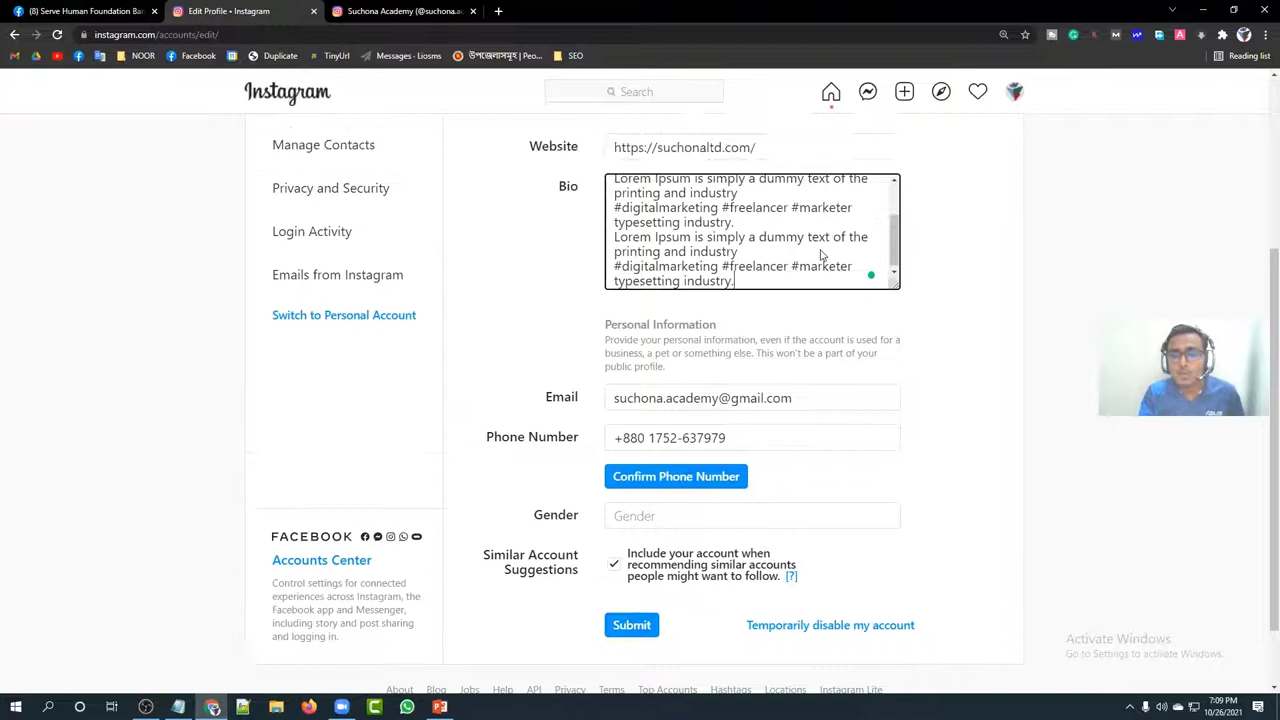 (8) Serve Human Foundation Ba
Edit Profile • Instagram
Suchona Academy (@suchona.ac
instagram.com/accounts/edit/
NOOR
Facebook
Duplicate
TinyUrl
Messages - Liosms
উপজেলাসমূহ | Peo...
SEO
Reading list
Instagram
Search
Manage Contacts
Privacy and Security
Login Activity
Emails from Instagram
Switch to Personal Account
FACEBOOK
Accounts Center
Control settings for connected
experiences across Instagram, the
Facebook app and Messenger,
including story and post sharing
and logging in.
Website
https://suchonaltd.com/
Bio
Lorem Ipsum is simply a dummy text of the
printing and industry
#digitalmarketing #freelancer #marketer
typesetting industry.
Lorem Ipsum is simply a dummy text of the
printing and industry
#digitalmarketing #freelancer #marketer
typesetting industry.
Personal Information
Provide your personal information, even if the account is used for a
business, a pet or something else. This won't be a part of your
public profile.
Email
suchona.academy@gmail.com
Phone Number
+880 1752-637979
Confirm Phone Number
Gender
Gender
Similar Account
Suggestions
Include your account when
recommending similar accounts
people might want to follow. [?]
Submit
Temporarily disable my account
ASUS
Activate Windows
Go to Settings to activate Windows.
About
Blog
Jobs
Help
API
Privacy
Terms
Top Accounts
Hashtags
Locations
Instagram Lite
7:09 PM
10/26/2021